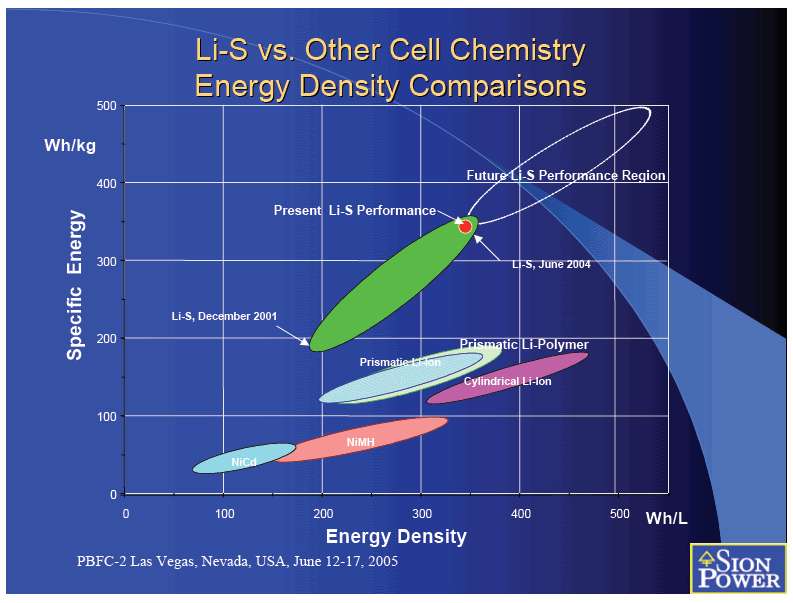 Li-S vs. Other Cell Chemistry
Energy Density Comparisons
500
Wh/kg
Future Li-S Performance Region
400
Present Li-S Performance
Li-S, June 2004
300
Specific Energy
Li-S, December 2001
200
Prismatic Li-Polymer
Prismatic Li-Ion
Cylindrical Li-Ion
100
NiMH
NiCd
0
0 100 200 300 400 500 Wh/L
Energy Density
PBFC-2 Las Vegas, Nevada, USA, June 12-17, 2005
SION
POWER